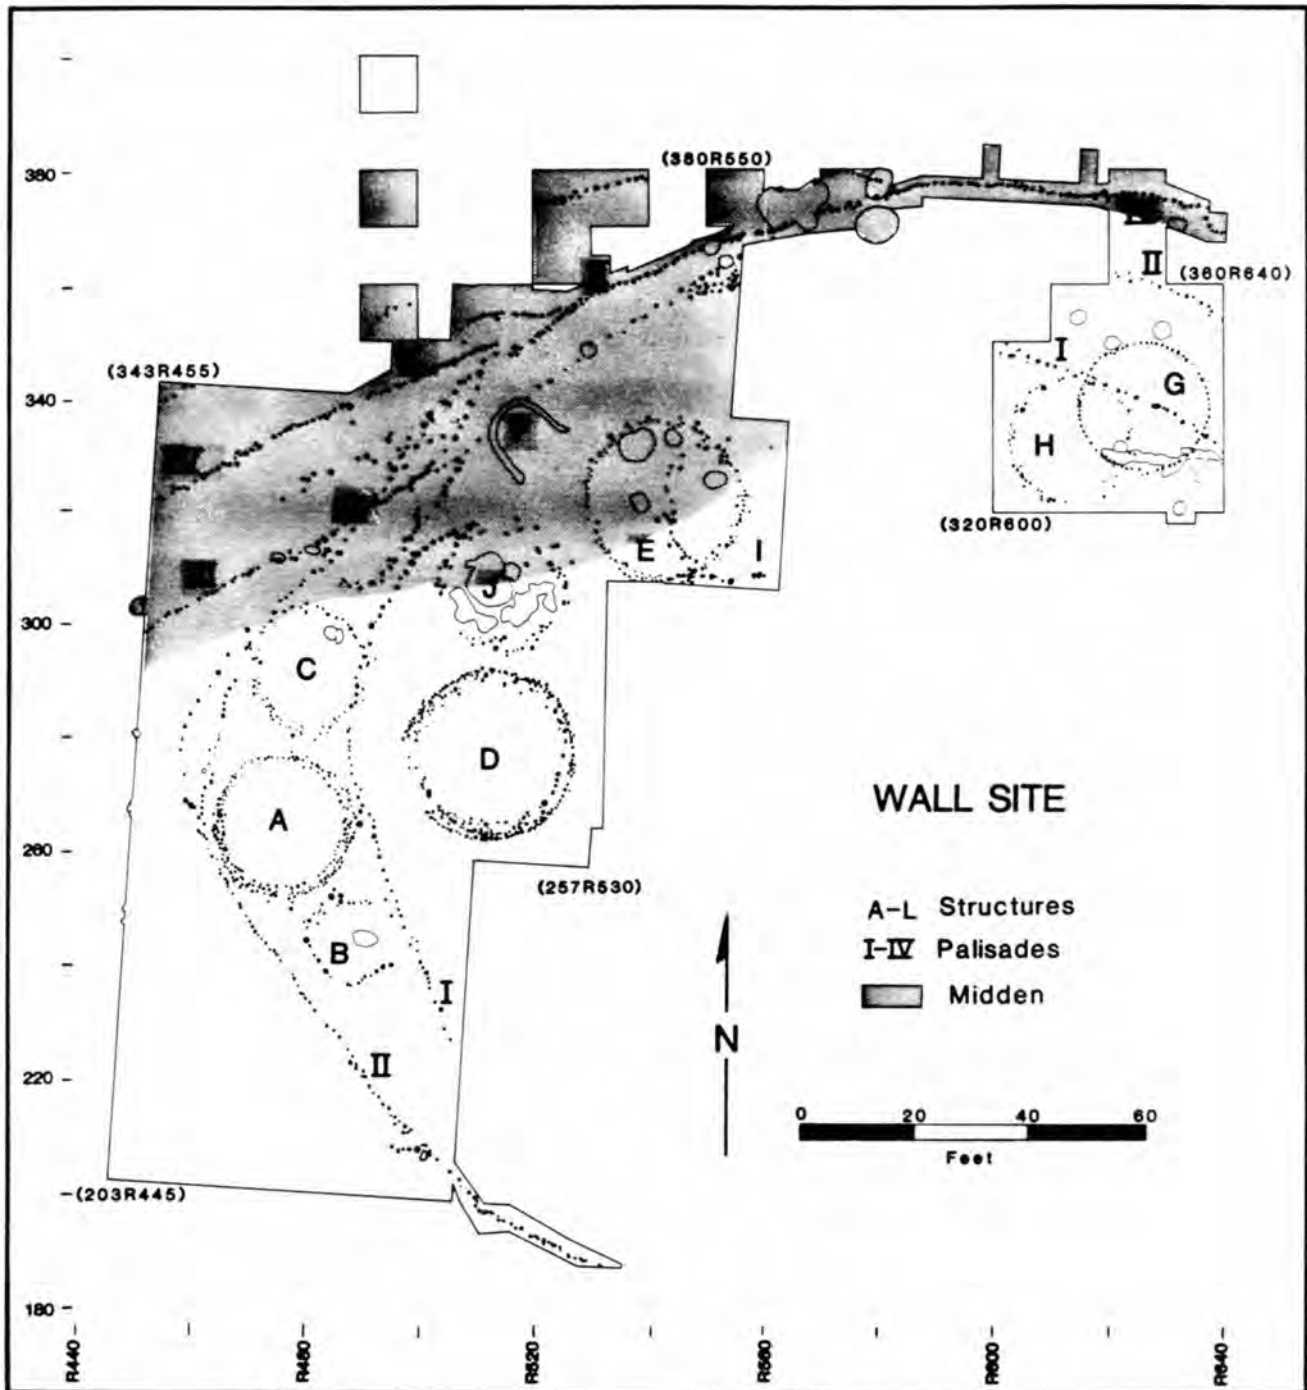 (380R550)
380
II
(360R640)
(343R455)
I
340
G
H
(320R600)
E
I
J
300
C
D
WALL SITE
A
260
(257R530)
A-L Structures
I-IV Palisades
B
I
Midden
N
II
220
0 20 40 60
Feet
(203R445)
180
R440
R480
R520
R560
R600
R640